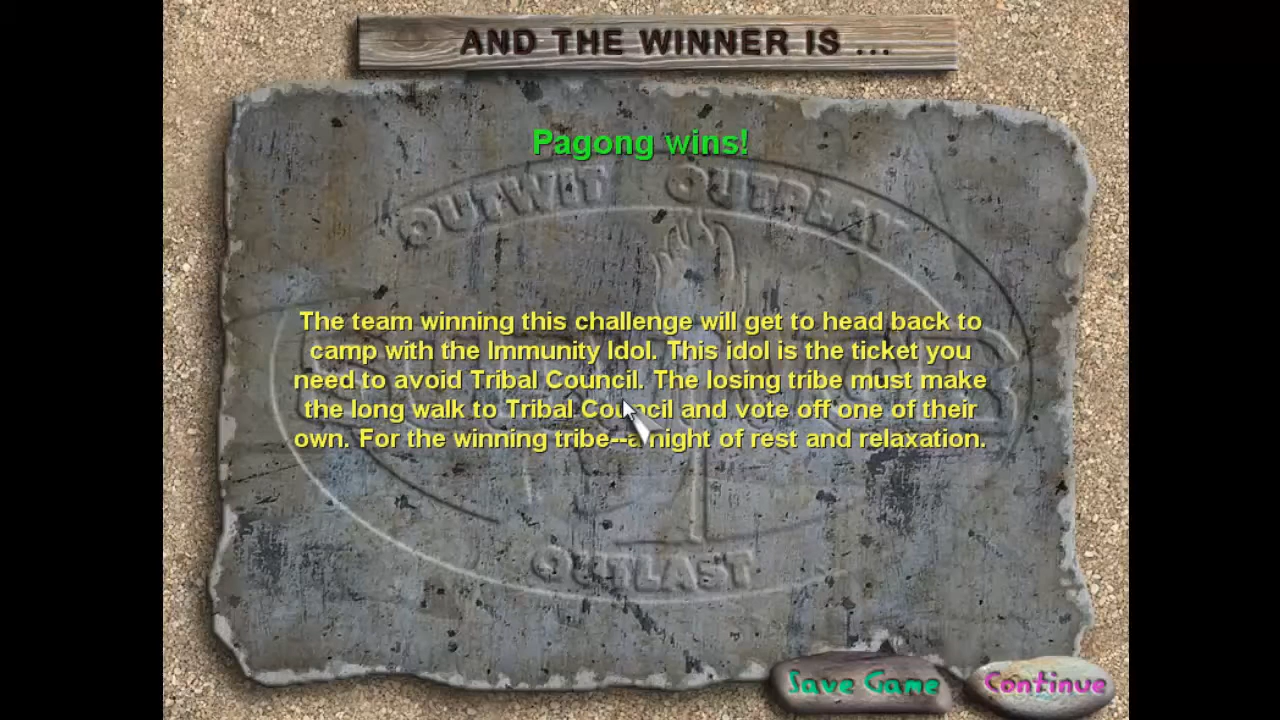 AND THE WINNER IS ...
Pagong wins!
OUTWIT OUTPLAY
The team winning this challenge will get to head back to
camp with the Immunity Idol. This idol is the ticket you
need to avoid Tribal Council. The losing tribe must make
the long walk to Tribal Council and vote off one of their
own. For the winning tribe--a night of rest and relaxation.
OUTLAST
Save Game
Continue